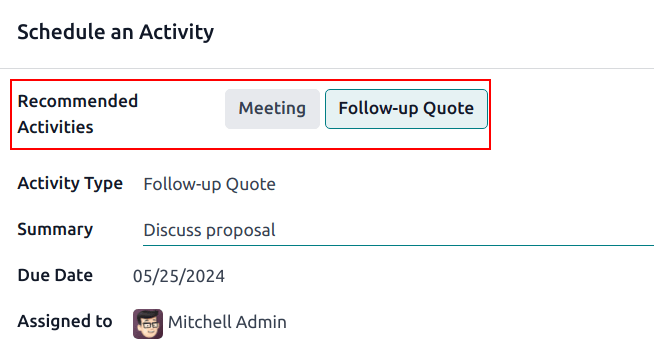 Schedule an Activity
Recommended
Activities
Meeting
Follow-up Quote
Activity Type Follow-up Quote
Summary Discuss proposal
Due Date 05/25/2024
Assigned to Mitchell Admin